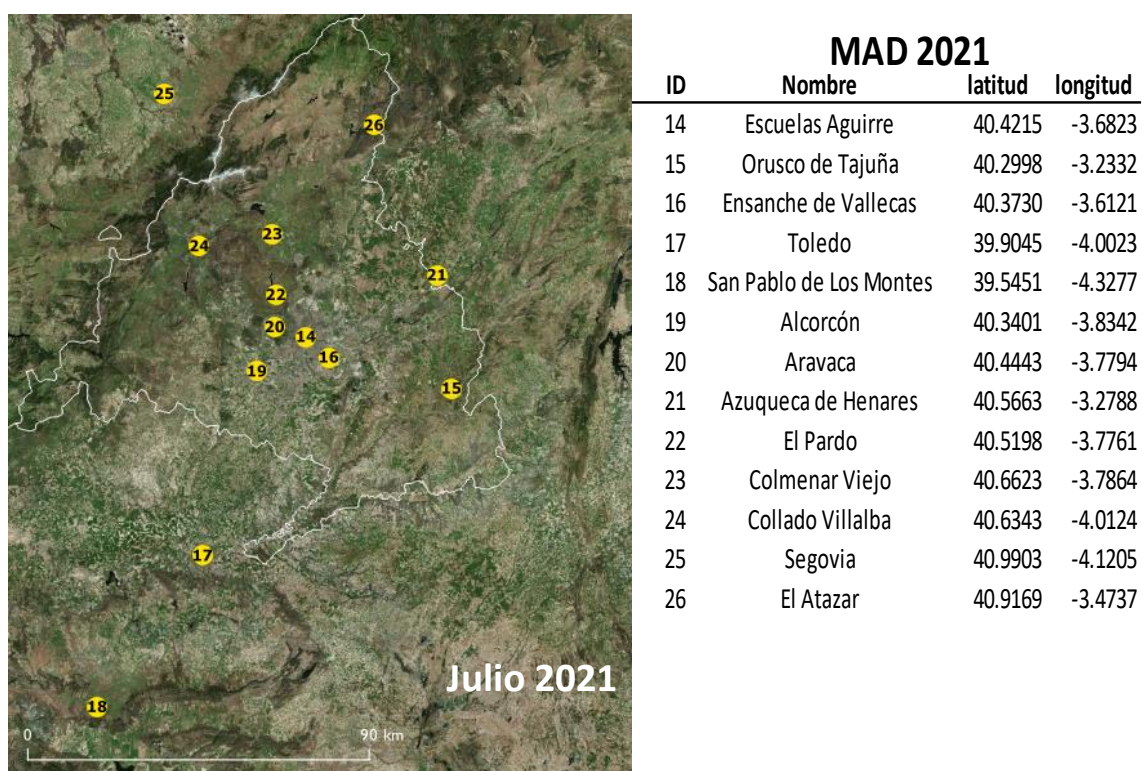 25
26
23
24
21
22
20
14
16
19
15
17
18
0 90 km
Julio 2021
MAD 2021
ID Nombre latitud longitud
14 Escuelas Aguirre 40.4215 -3.6823
15 Orusco de Tajuña 40.2998 -3.2332
16 Ensanche de Vallecas 40.3730 -3.6121
17 Toledo 39.9045 -4.0023
18 San Pablo de Los Montes 39.5451 -4.3277
19 Alcorcón 40.3401 -3.8342
20 Aravaca 40.4443 -3.7794
21 Azuqueca de Henares 40.5663 -3.2788
22 El Pardo 40.5198 -3.7761
23 Colmenar Viejo 40.6623 -3.7864
24 Collado Villalba 40.6343 -4.0124
25 Segovia 40.9903 -4.1205
26 El Atazar 40.9169 -3.4737